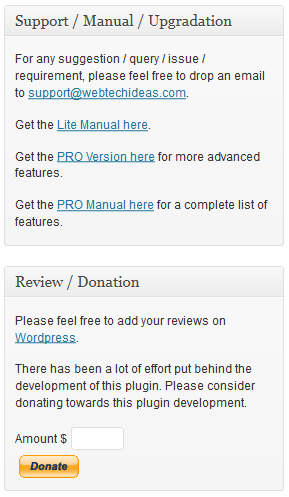 Support / Manual / Upgradation
For any suggestion / query / issue /
requirement, please feel free to drop an email
to support@webtechideas.com.
Get the Lite Manual here.
Get the PRO Version here for more advanced
features.
Get the PRO Manual here for a complete list of
features.
Review / Donation
Please feel free to add your reviews on
Wordpress.
There has been a lot of effort put behind the
development of this plugin. Please consider
donating towards this plugin development.
Amount $
Donate